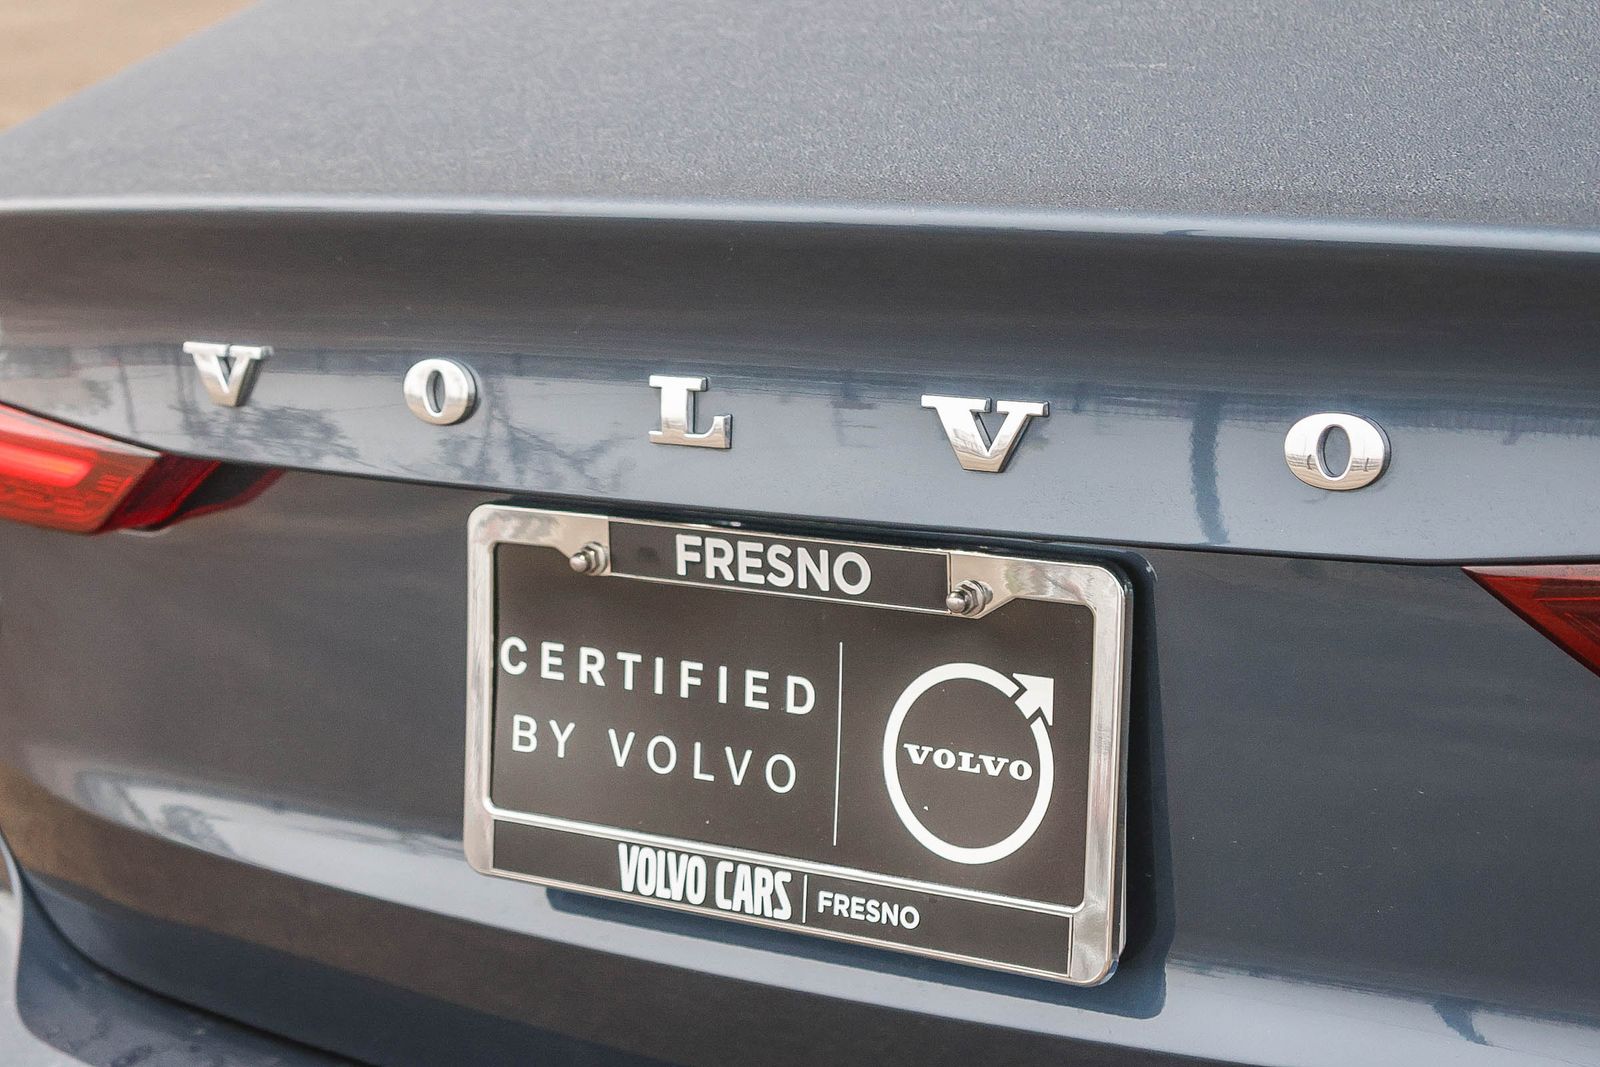 VOLVO
FRESNO
CERTIFIED
BY VOLVO
VOLVO
VOLVO CARS | FRESNO